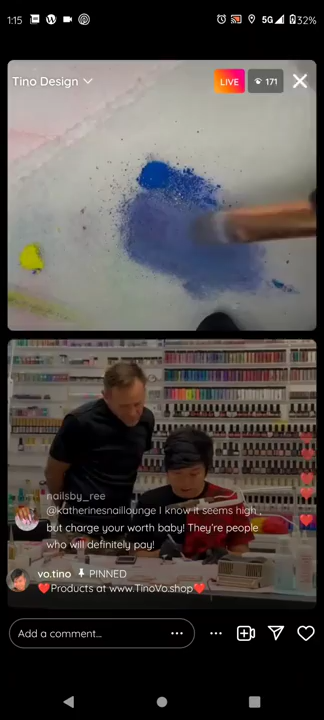 1:15
5G
32%
Tino Design
LIVE
171
nailsby_ree
@katherinesnaillounge I know it seems high ,
but charge your worth baby! They're people
who will definitely pay!
vo.tino PINNED
❤️Products at www.TinoVo.shop❤️
Add a comment...